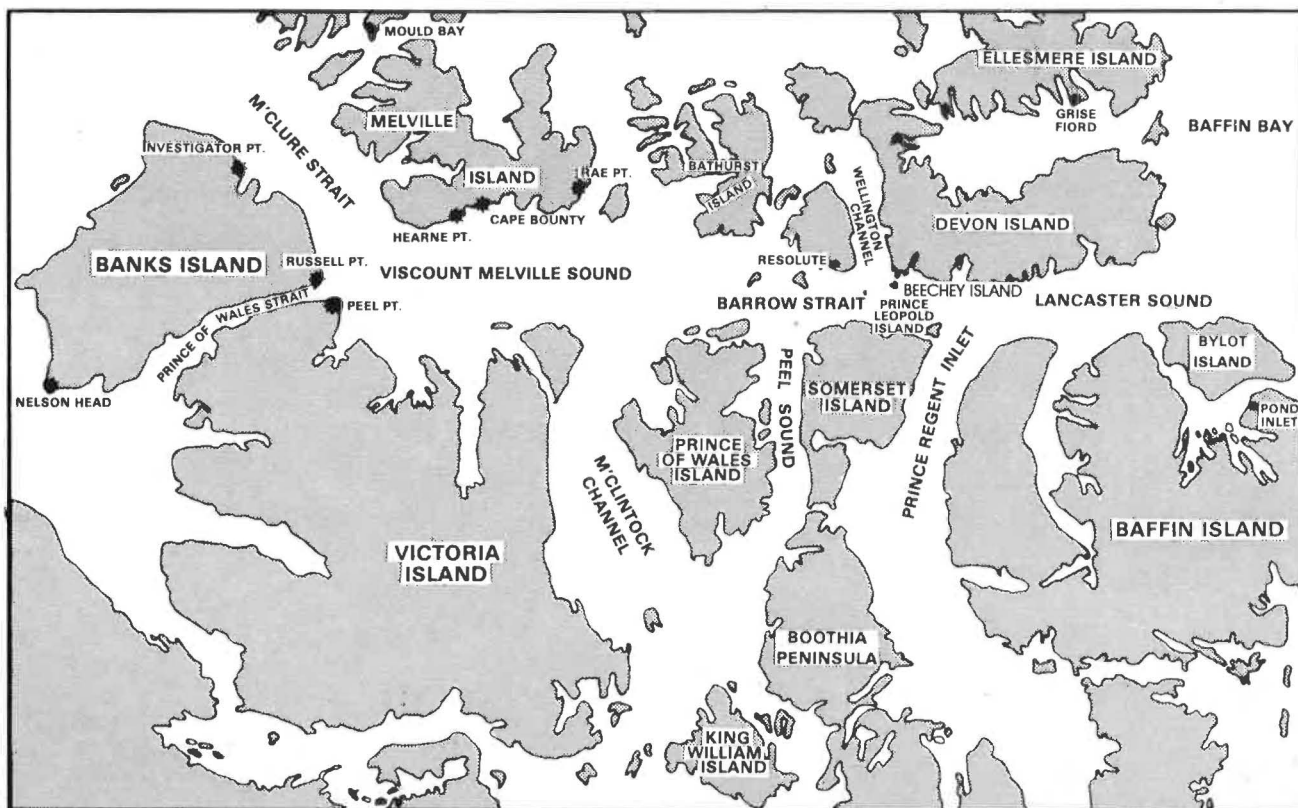 MOULD BAY
ELLESMERE ISLAND
GRISE
FIORD
BAFFIN BAY
M'CLURE STRAIT
MELVILLE
ISLAND
INVESTIGATOR PT.
RAE PT.
BATHURST
ISLAND
WELLINGTON
CHANNEL
DEVON ISLAND
CAPE BOUNTY
HEARNE PT.
BANKS ISLAND
RUSSELL PT.
VISCOUNT MELVILLE SOUND
RESOLUTE
BEECHEY ISLAND
PRINCE OF WALES STRAIT
PEEL PT.
BARROW STRAIT
PRINCE
LEOPOLD
ISLAND
LANCASTER SOUND
BYLOT
ISLAND
NELSON HEAD
PEEL SOUND
SOMERSET
ISLAND
PRINCE REGENT INLET
POND
INLET
PRINCE
OF WALES
ISLAND
M'CLINTOCK
CHANNEL
BAFFIN ISLAND
VICTORIA
ISLAND
BOOTHIA
PENINSULA
KING
WILLIAM
ISLAND